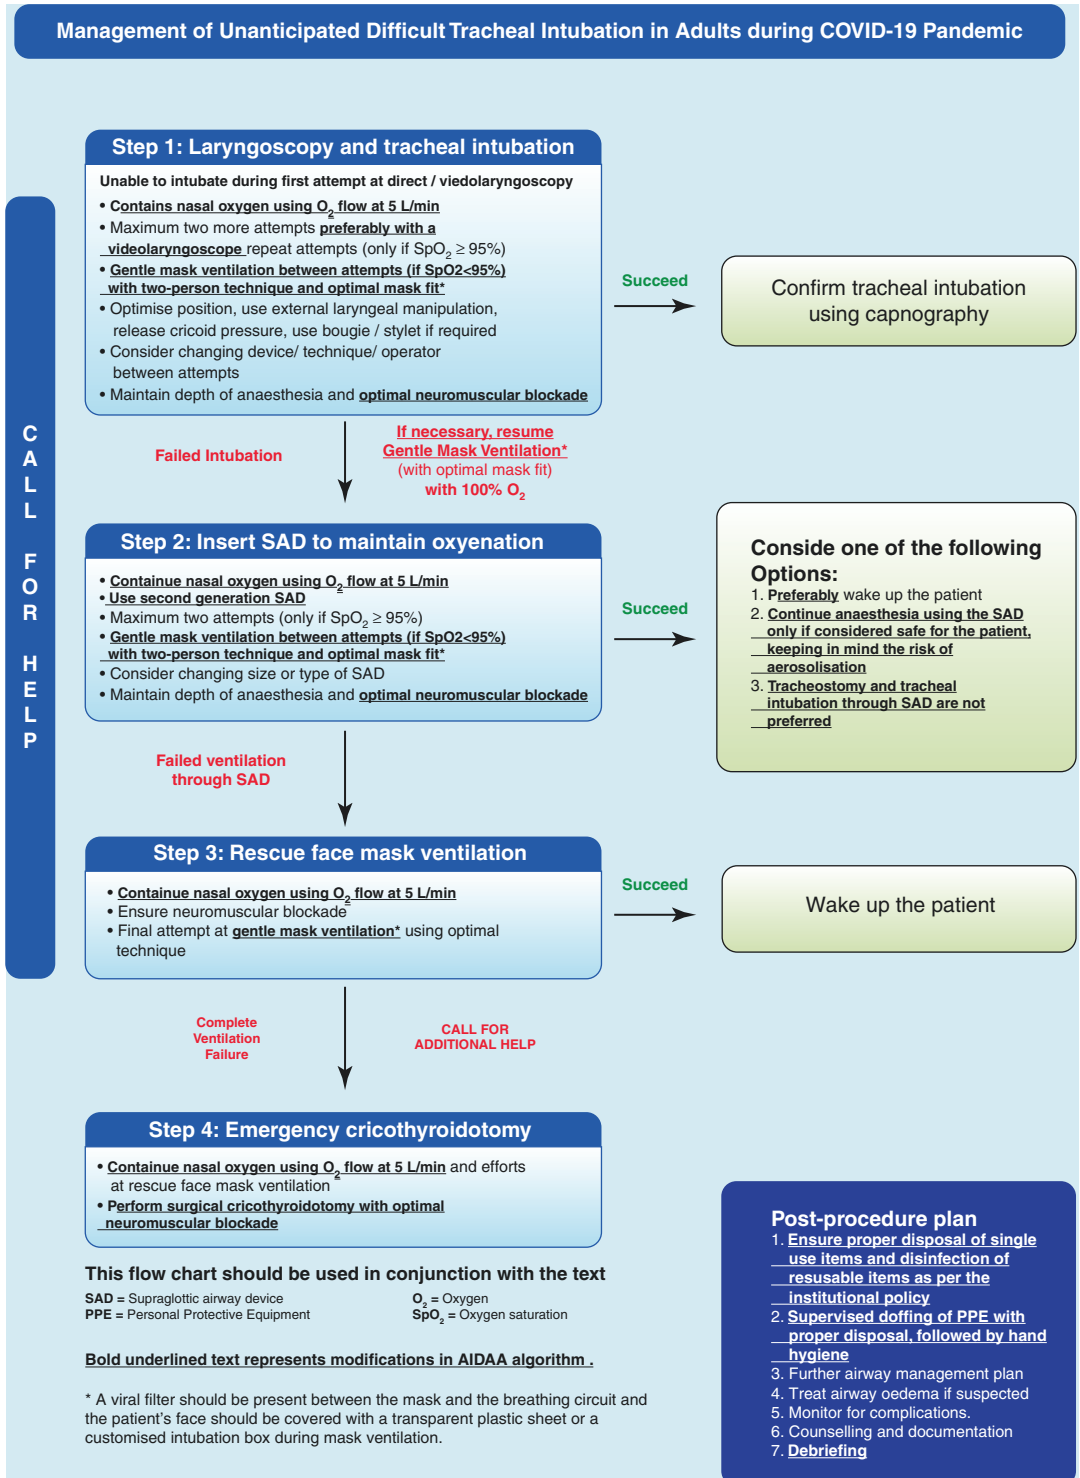 Management of Unanticipated Difficult Tracheal Intubation in Adults during COVID-19 Pandemic
CALL FOR HELP
Step 1: Laryngoscopy and tracheal intubation
Unable to intubate during first attempt at direct / viedolaryngoscopy
• Contains nasal oxygen using O2 flow at 5 L/min
• Maximum two more attempts preferably with a
videolaryngoscope repeat attempts (only if SpO2 ≥ 95%)
• Gentle mask ventilation between attempts (if SpO2<95%)
with two-person technique and optimal mask fit*
• Optimise position, use external laryngeal manipulation,
release cricoid pressure, use bougie / stylet if required
• Consider changing device/ technique/ operator
between attempts
• Maintain depth of anaesthesia and optimal neuromuscular blockade
Succeed
Confirm tracheal intubation
using capnography
Failed Intubation
If necessary, resume
Gentle Mask Ventilation*
(with optimal mask fit)
with 100% O2
Step 2: Insert SAD to maintain oxyenation
• Containue nasal oxygen using O2 flow at 5 L/min
• Use second generation SAD
• Maximum two attempts (only if SpO2 ≥ 95%)
• Gentle mask ventilation between attempts (if SpO2<95%)
with two-person technique and optimal mask fit*
• Consider changing size or type of SAD
• Maintain depth of anaesthesia and optimal neuromuscular blockade
Succeed
Conside one of the following
Options:
1. Preferably wake up the patient
2. Continue anaesthesia using the SAD
only if considered safe for the patient,
keeping in mind the risk of
aerosolisation
3. Tracheostomy and tracheal
intubation through SAD are not
preferred
Failed ventilation
through SAD
Step 3: Rescue face mask ventilation
• Containue nasal oxygen using O2 flow at 5 L/min
• Ensure neuromuscular blockade
• Final attempt at gentle mask ventilation* using optimal
technique
Succeed
Wake up the patient
Complete
Ventilation
Failure
CALL FOR
ADDITIONAL HELP
Step 4: Emergency cricothyroidotomy
• Containue nasal oxygen using O2 flow at 5 L/min and efforts
at rescue face mask ventilation
• Perform surgical cricothyroidotomy with optimal
neuromuscular blockade
This flow chart should be used in conjunction with the text
SAD = Supraglottic airway device
O2 = Oxygen
PPE = Personal Protective Equipment
SpO2 = Oxygen saturation
Bold underlined text represents modifications in AIDAA algorithm .
* A viral filter should be present between the mask and the breathing circuit and
the patient's face should be covered with a transparent plastic sheet or a
customised intubation box during mask ventilation.
Post-procedure plan
1. Ensure proper disposal of single
use items and disinfection of
resusable items as per the
institutional policy
2. Supervised doffing of PPE with
proper disposal, followed by hand
hygiene
3. Further airway management plan
4. Treat airway oedema if suspected
5. Monitor for complications.
6. Counselling and documentation
7. Debriefing